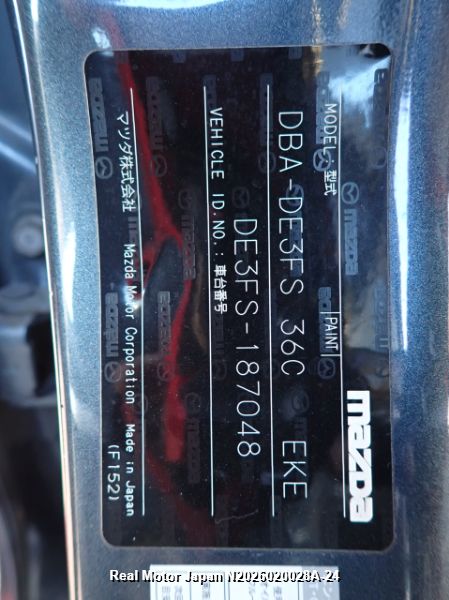 mazda
MODEL:型式 PAINT
DBA-DE3FS 36C EKE
VEHICLE ID.NO.:車台番号
DE3FS-187048
マツダ株式会社 Mazda Motor Corporation Made in Japan
(F152)
Real Motor Japan N2026020028A-24